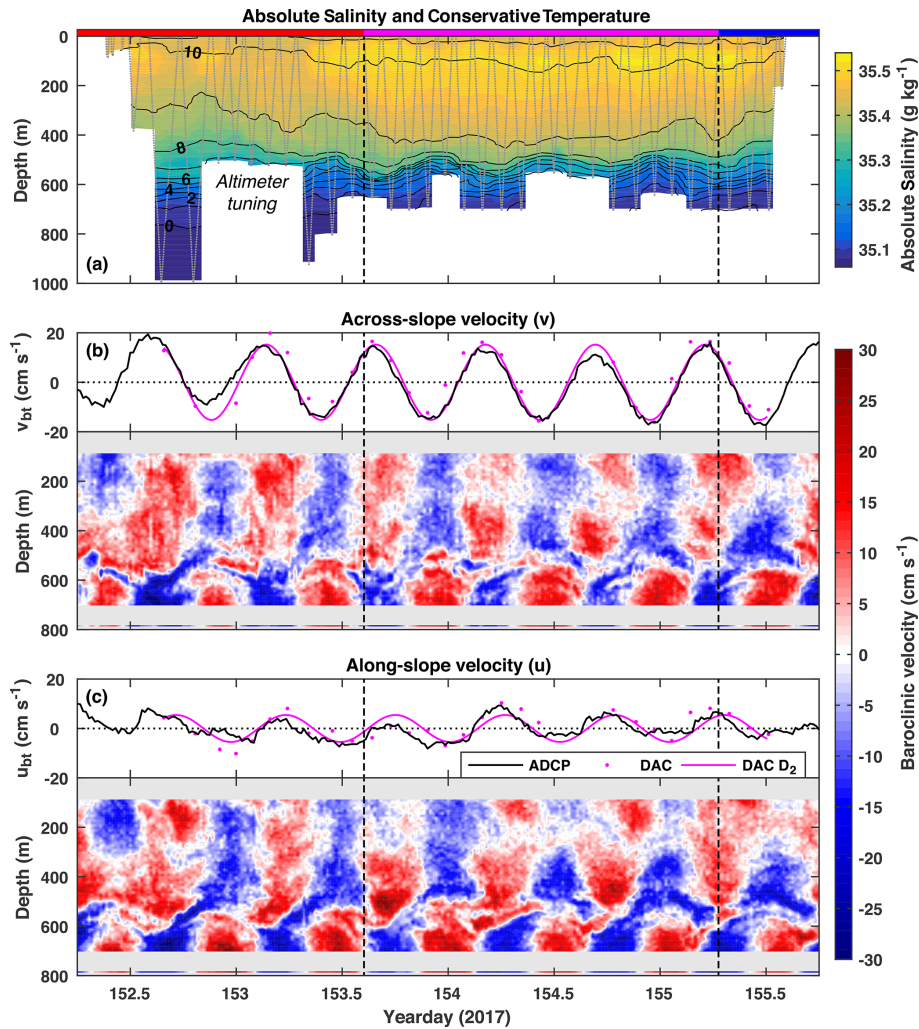 Absolute Salinity and Conservative Temperature
0
200
400
600
800
1000
Depth (m)
10
8
6
4
2
0
Altimeter
tuning
(a)
35.5
35.4
35.3
35.2
35.1
Absolute Salinity (g kg-1)
Across-slope velocity (v)
(b)
20
0
-20
vbt (cm s-1)
200
400
600
800
Depth (m)
Along-slope velocity (u)
(c)
20
0
-20
ubt (cm s-1)
ADCP DAC DAC D2
200
400
600
800
Depth (m)
152.5 153 153.5 154 154.5 155 155.5
Yearday (2017)
30
25
20
15
10
5
0
-5
-10
-15
-20
-25
-30
Baroclinic velocity (cm s-1)